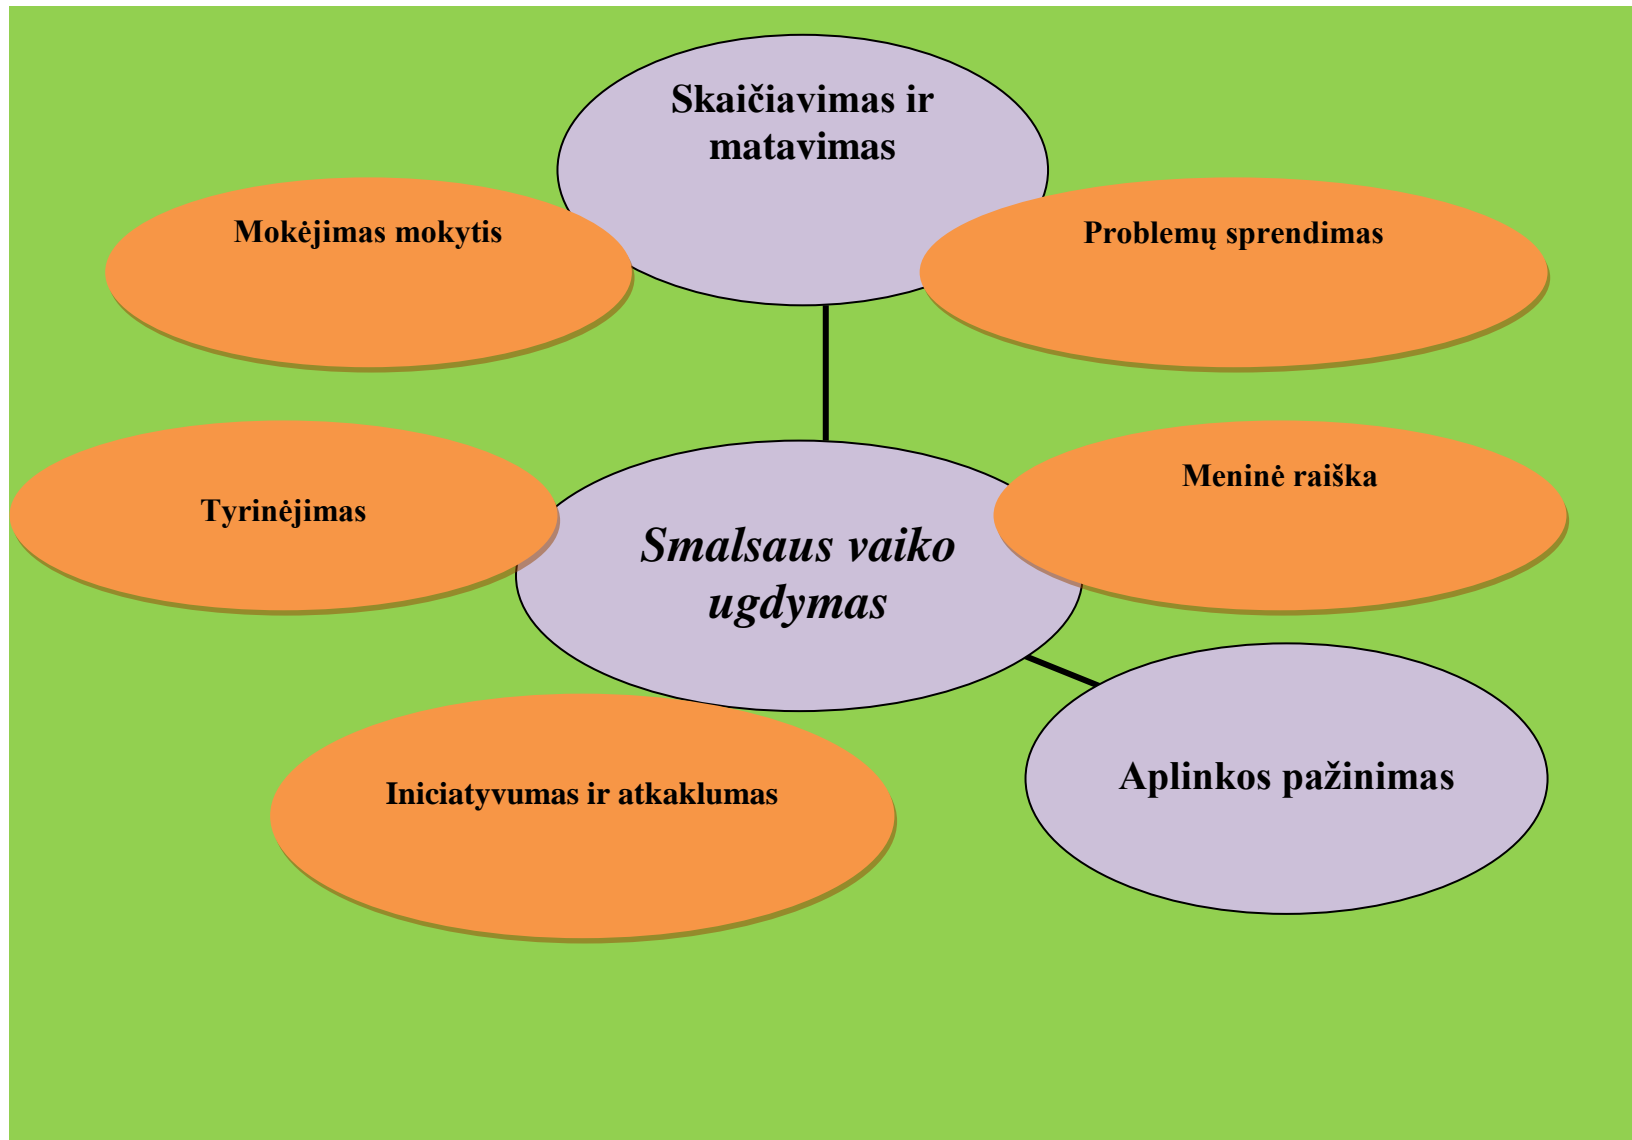 Skaičiavimas ir
matavimas
Mokėjimas mokytis
Problemų sprendimas
Tyrinėjimas
Meninė raiška
Smalsaus vaiko
ugdymas
Aplinkos pažinimas
Iniciatyvumas ir atkaklumas